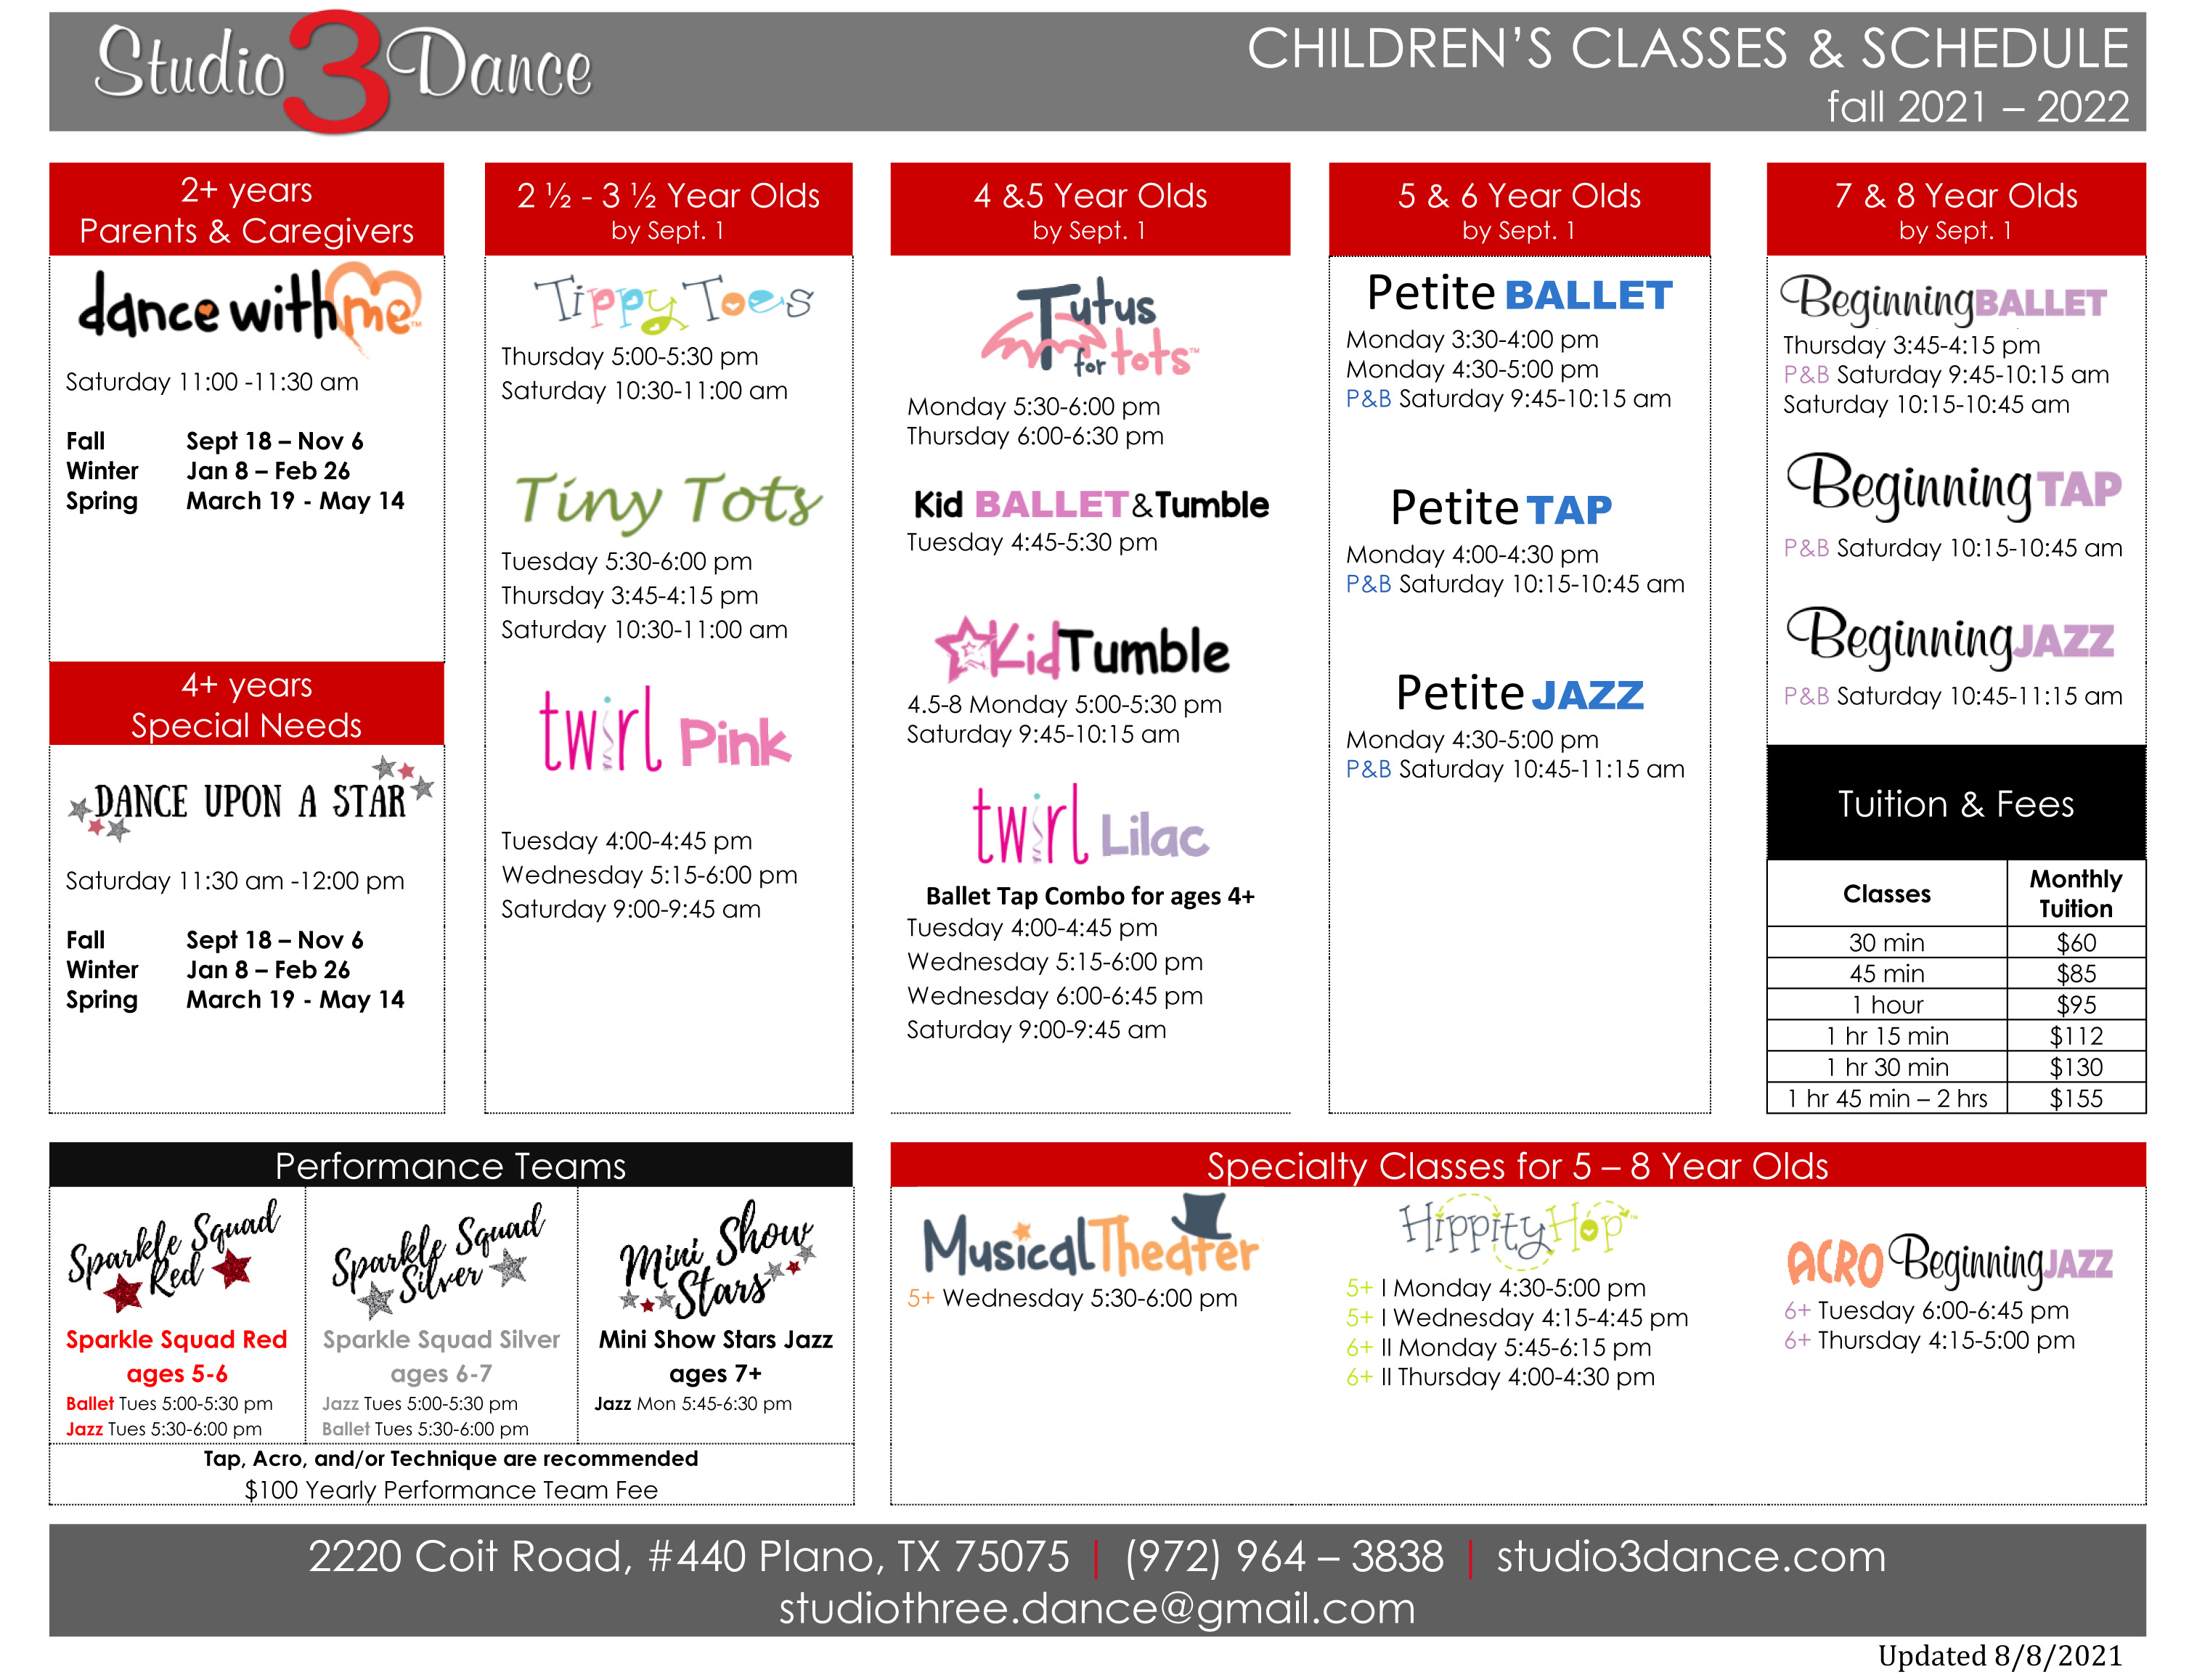 Studio 3 Dance
CHILDREN'S CLASSES & SCHEDULE
fall 2021 – 2022
2+ years
Parents & Caregivers
dance with me™
Saturday 11:00 -11:30 am
Fall Sept 18 – Nov 6
Winter Jan 8 – Feb 26
Spring March 19 - May 14
4+ years
Special Needs
DANCE UPON A STAR
Saturday 11:30 am -12:00 pm
Fall Sept 18 – Nov 6
Winter Jan 8 – Feb 26
Spring March 19 - May 14
2 ½ - 3 ½ Year Olds
by Sept. 1
Tippy Toes
Thursday 5:00-5:30 pm
Saturday 10:30-11:00 am
Tiny Tots
Tuesday 5:30-6:00 pm
Thursday 3:45-4:15 pm
Saturday 10:30-11:00 am
twirl Pink
Tuesday 4:00-4:45 pm
Wednesday 5:15-6:00 pm
Saturday 9:00-9:45 am
4 &5 Year Olds
by Sept. 1
Tutus
for tots™
Monday 5:30-6:00 pm
Thursday 6:00-6:30 pm
Kid BALLET&Tumble
Tuesday 4:45-5:30 pm
KidTumble
4.5-8 Monday 5:00-5:30 pm
Saturday 9:45-10:15 am
twirl Lilac
Ballet Tap Combo for ages 4+
Tuesday 4:00-4:45 pm
Wednesday 5:15-6:00 pm
Wednesday 6:00-6:45 pm
Saturday 9:00-9:45 am
5 & 6 Year Olds
by Sept. 1
Petite BALLET
Monday 3:30-4:00 pm
Monday 4:30-5:00 pm
P&B Saturday 9:45-10:15 am
Petite TAP
Monday 4:00-4:30 pm
P&B Saturday 10:15-10:45 am
Petite JAZZ
Monday 4:30-5:00 pm
P&B Saturday 10:45-11:15 am
7 & 8 Year Olds
by Sept. 1
Beginning BALLET
Thursday 3:45-4:15 pm
P&B Saturday 9:45-10:15 am
Saturday 10:15-10:45 am
Beginning TAP
P&B Saturday 10:15-10:45 am
Beginning JAZZ
P&B Saturday 10:45-11:15 am
Tuition & Fees
Classes Monthly Tuition
30 min $60
45 min $85
1 hour $95
1 hr 15 min $112
1 hr 30 min $130
1 hr 45 min – 2 hrs $155
Performance Teams
Sparkle Squad
Red
Sparkle Squad Red
ages 5-6
Ballet Tues 5:00-5:30 pm
Jazz Tues 5:30-6:00 pm
Sparkle Squad
Silver
Sparkle Squad Silver
ages 6-7
Jazz Tues 5:00-5:30 pm
Ballet Tues 5:30-6:00 pm
Mini Show
Stars
Mini Show Stars Jazz
ages 7+
Jazz Mon 5:45-6:30 pm
Tap, Acro, and/or Technique are recommended
$100 Yearly Performance Team Fee
Specialty Classes for 5 – 8 Year Olds
Musical Theater
5+ Wednesday 5:30-6:00 pm
Hippity Hop™
5+ I Monday 4:30-5:00 pm
5+ I Wednesday 4:15-4:45 pm
6+ II Monday 5:45-6:15 pm
6+ II Thursday 4:00-4:30 pm
ACRO Beginning JAZZ
6+ Tuesday 6:00-6:45 pm
6+ Thursday 4:15-5:00 pm
2220 Coit Road, #440 Plano, TX 75075 | (972) 964 – 3838 | studio3dance.com
studiothree.dance@gmail.com
Updated 8/8/2021